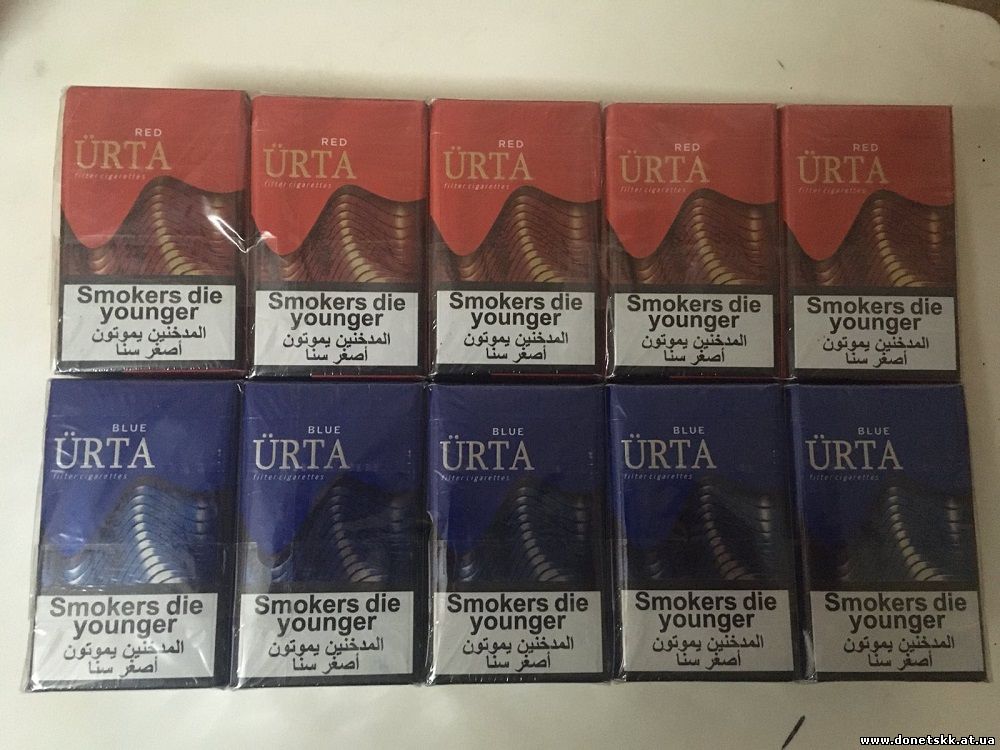 RED
ÜRTA
filter cigarettes
Smokers die
younger
المدخنين يموتون
أصغر سنا
RED
ÜRTA
filter cigarettes
Smokers die
younger
المدخنين يموتون
أصغر سنا
RED
ÜRTA
filter cigarettes
Smokers die
younger
المدخنين يموتون
أصغر سنا
RED
ÜRTA
filter cigarettes
Smokers die
younger
المدخنين يموتون
أصغر سنا
RED
ÜRTA
filter cigarettes
Smokers die
younger
المدخنين يموتون
أصغر سنا
BLUE
ÜRTA
filter cigarettes
Smokers die
younger
المدخنين يموتون
أصغر سنا
BLUE
ÜRTA
filter cigarettes
Smokers die
younger
المدخنين يموتون
أصغر سنا
BLUE
ÜRTA
filter cigarettes
Smokers die
younger
المدخنين يموتون
أصغر سنا
BLUE
ÜRTA
filter cigarettes
Smokers die
younger
المدخنين يموتون
أصغر سنا
BLUE
ÜRTA
filter cigarettes
Smokers die
younger
المدخنين يموتون
أصغر سنا
www.donetskk.at.ua